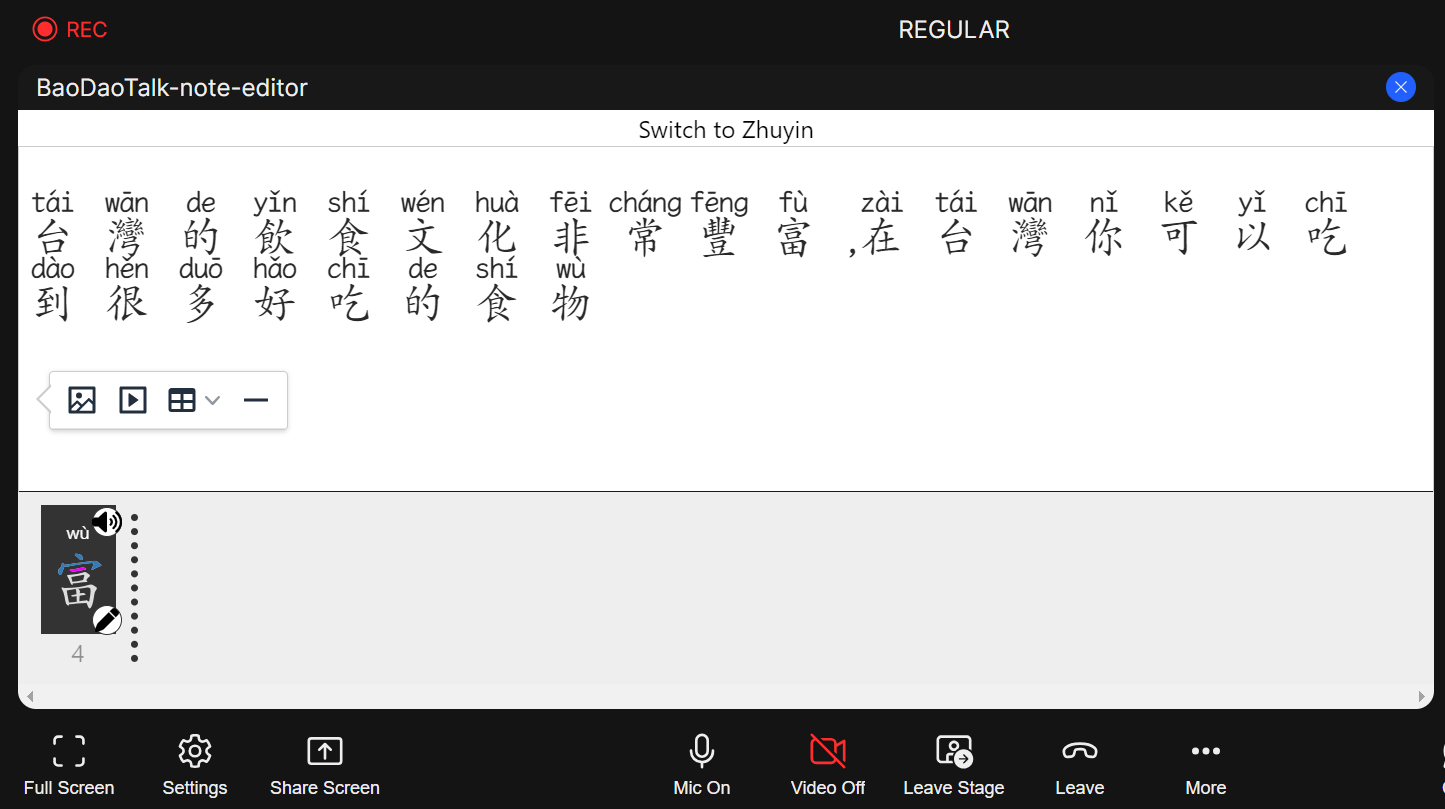 REC
REGULAR
BaoDaoTalk-note-editor
Switch to Zhuyin
tái wān de yǐn shí wén huà fēi cháng fēng fù zài tái wān nǐ kě yǐ chī
台灣的飲食文化非常豐富,在台灣你可以吃
dào hěn duō hǎo chī de shí wù
到很多好吃的食物
wù
富
4
Full Screen
Settings
Share Screen
Mic On
Video Off
Leave Stage
Leave
More